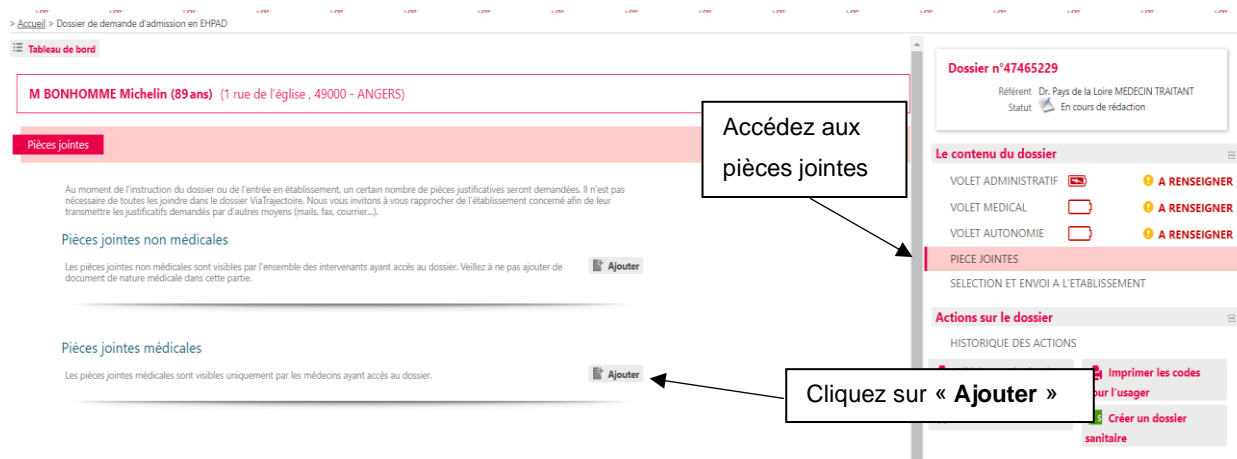 > Accueil > Dossier de demande d'admission en EHPAD
Tableau de bord
M BONHOMME Michelin (89 ans) (1 rue de l'église , 49000 - ANGERS)
Pièces jointes
Au moment de l'instruction du dossier ou de l'entrée en établissement, un certain nombre de pièces justificatives seront demandées. Il n'est pas
nécessaire de toutes les joindre dans le dossier ViaTrajectoire. Nous vous invitons à vous rapprocher de l'établissement concerné afin de leur
transmettre les justificatifs demandés par d'autres moyens (mails, fax, courrier...).
Pièces jointes non médicales
Les pièces jointes non médicales sont visibles par l'ensemble des intervenants ayant accès au dossier. Veillez à ne pas ajouter de
document de nature médicale dans cette partie.
Ajouter
Pièces jointes médicales
Les pièces jointes médicales sont visibles uniquement par les médecins ayant accès au dossier.
Ajouter
Accédez aux
pièces jointes
Cliquez sur « Ajouter »
Dossier n°47465229
Référent Dr. Pays de la Loire MEDECIN TRAITANT
Statut En cours de rédaction
Le contenu du dossier
VOLET ADMINISTRATIF A RENSEIGNER
VOLET MEDICAL A RENSEIGNER
VOLET AUTONOMIE A RENSEIGNER
PIECE JOINTES
SELECTION ET ENVOI A L'ETABLISSEMENT
Actions sur le dossier
HISTORIQUE DES ACTIONS
Imprimer les codes
pour l'usager
Créer un dossier
sanitaire